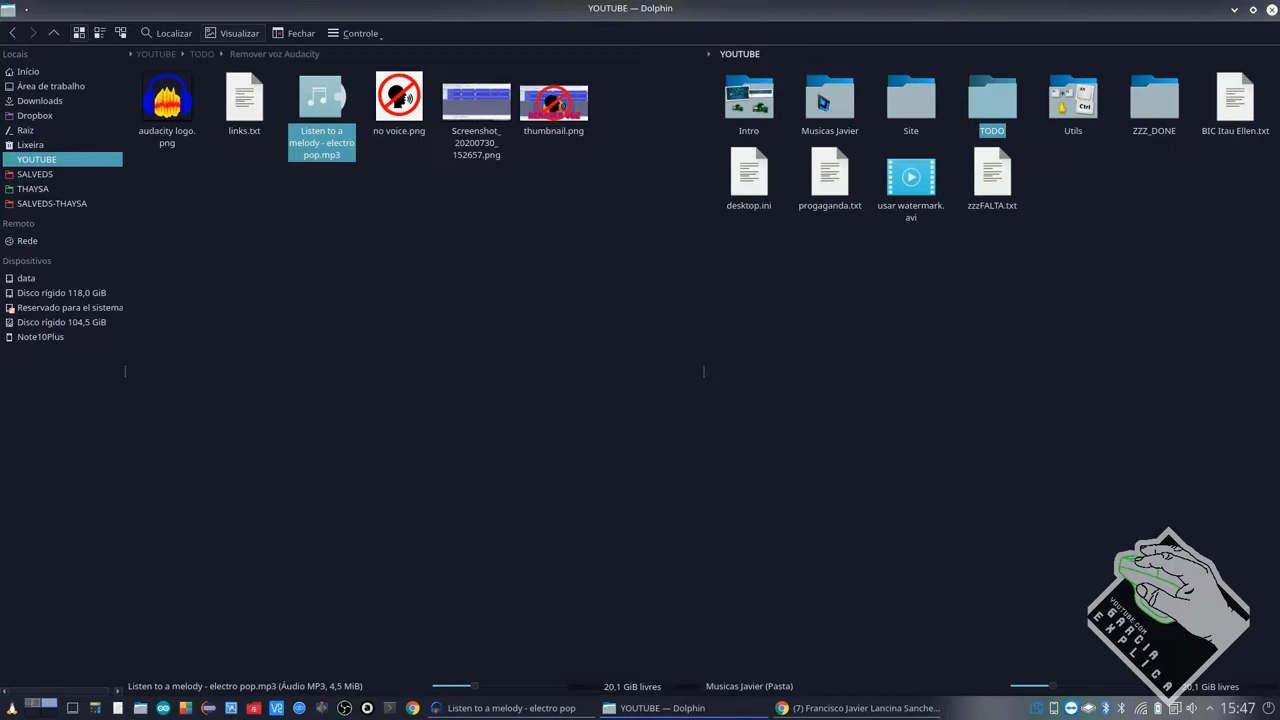 YOUTUBE — Dolphin
Localizar
Visualizar
Fechar
Controle
Locais
Início
Área de trabalho
Downloads
Dropbox
Raiz
Lixeira
YOUTUBE
SALVEDS
THAYSA
SALVEDS-THAYSA
Remoto
Rede
Dispositivos
data
Disco rígido 118,0 GiB
Reservado para el sistema
Disco rígido 104,5 GiB
Note10Plus
YOUTUBE
TODO
Remover voz Audacity
audacity logo.
png
links.txt
Listen to a
melody - electro
pop.mp3
no voice.png
Screenshot_
20200730_
152657.png
thumbnail.png
YOUTUBE
Intro
Musicas Javier
Site
TODO
Utils
ZZZ_DONE
BIC Itau Ellen.txt
desktop.ini
progaganda.txt
usar watermark.
avi
zzzFALTA.txt
YOUTUBE.COM
GARCIA
EXPLICA
Listen to a melody - electro pop.mp3 (Áudio MP3, 4,5 MiB)
20,1 GiB livres
Musicas Javier (Pasta)
20,1 GiB livres
Listen to a melody - electro pop
YOUTUBE — Dolphin
(7) Francisco Javier Lancina Sanche...
15:47